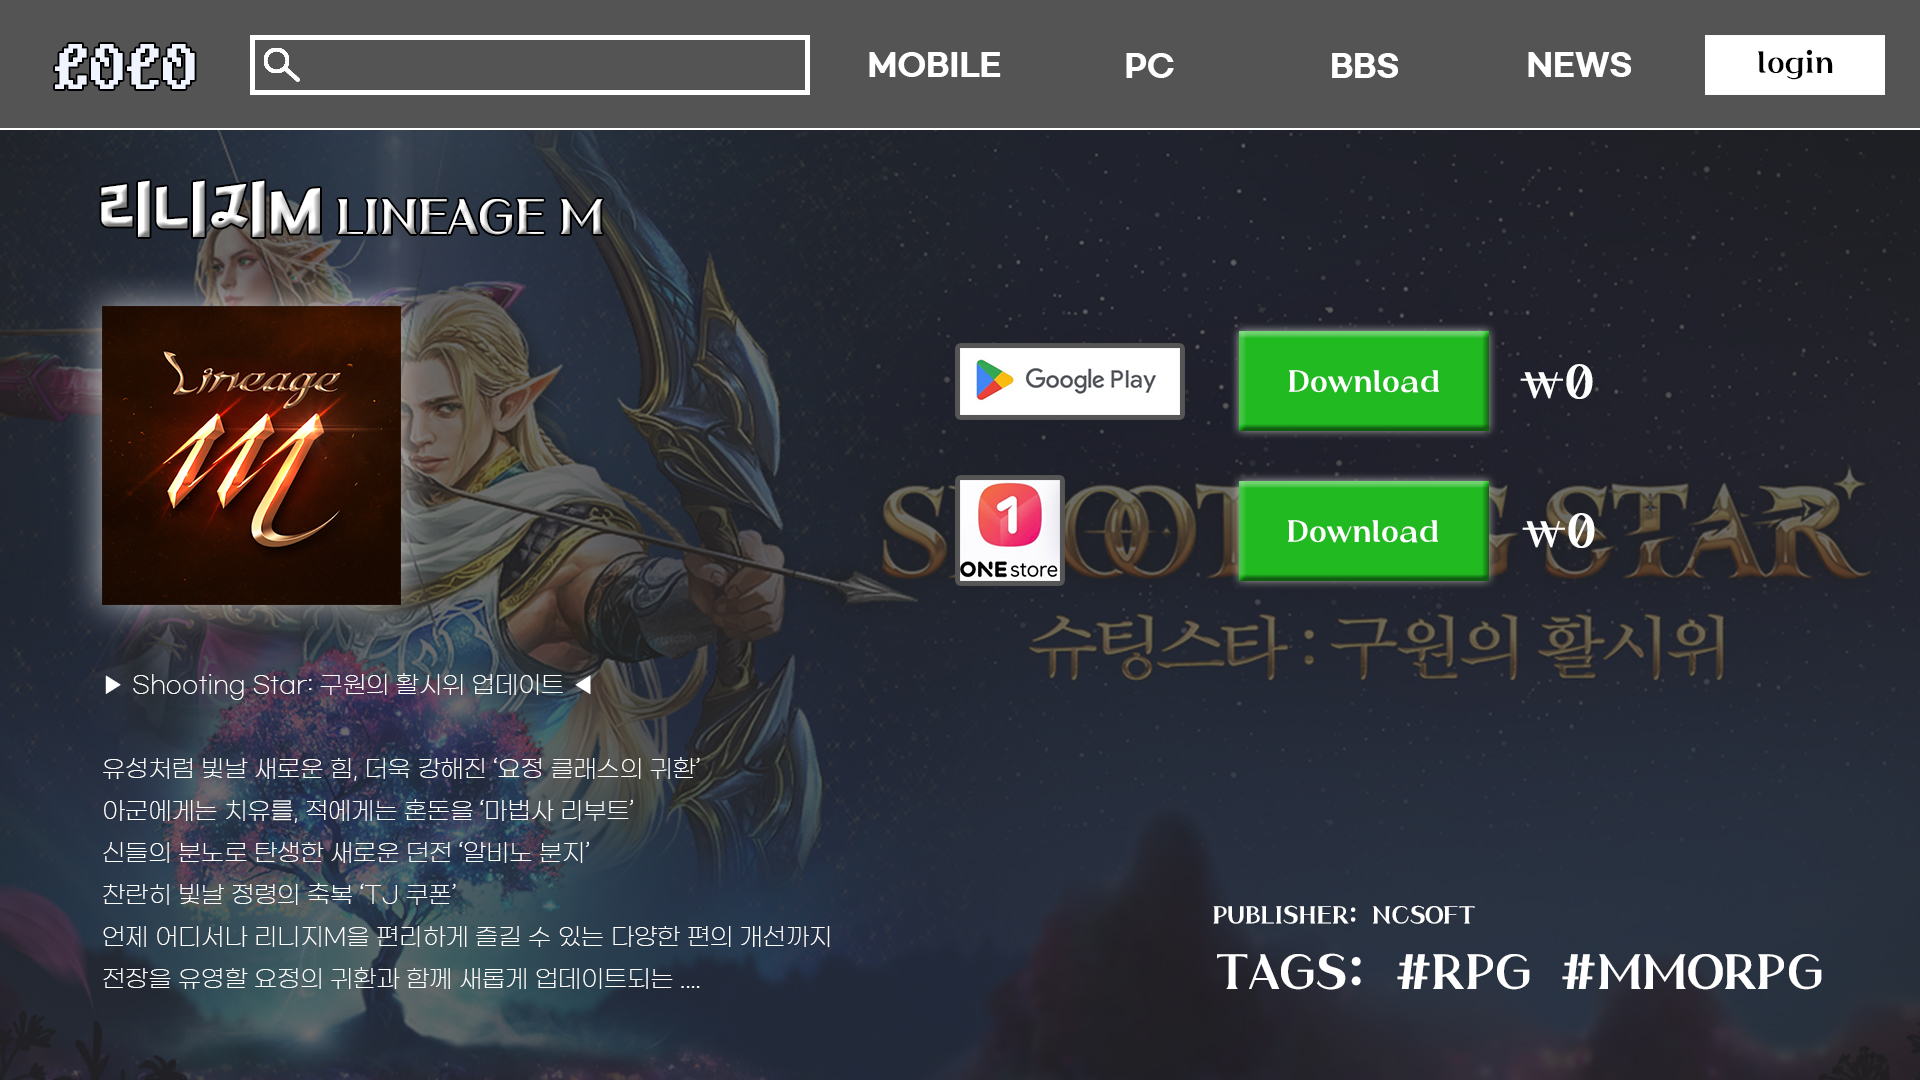 MOBILE PC BBS NEWS login
리니지M LINEAGE M
Lineage
M
Google Play Download ₩0
1
ONE store Download ₩0
SHOOTING STAR
슈팅스타 : 구원의 활시위
▶ Shooting Star: 구원의 활시위 업데이트 ◀
유성처럼 빛날 새로운 힘, 더욱 강해진 ‘요정 클래스의 귀환’
아군에게는 치유를, 적에게는 혼돈을 ‘마법사 리부트’
신들의 분노로 탄생한 새로운 던전 ‘알비노 분지’
찬란히 빛날 정령의 축복 ‘TJ 쿠폰’
언제 어디서나 리니지M을 편리하게 즐길 수 있는 다양한 편의 개선까지
전장을 유영할 요정의 귀환과 함께 새롭게 업데이트되는 ....
PUBLISHER: NCSOFT
TAGS: #RPG #MMORPG